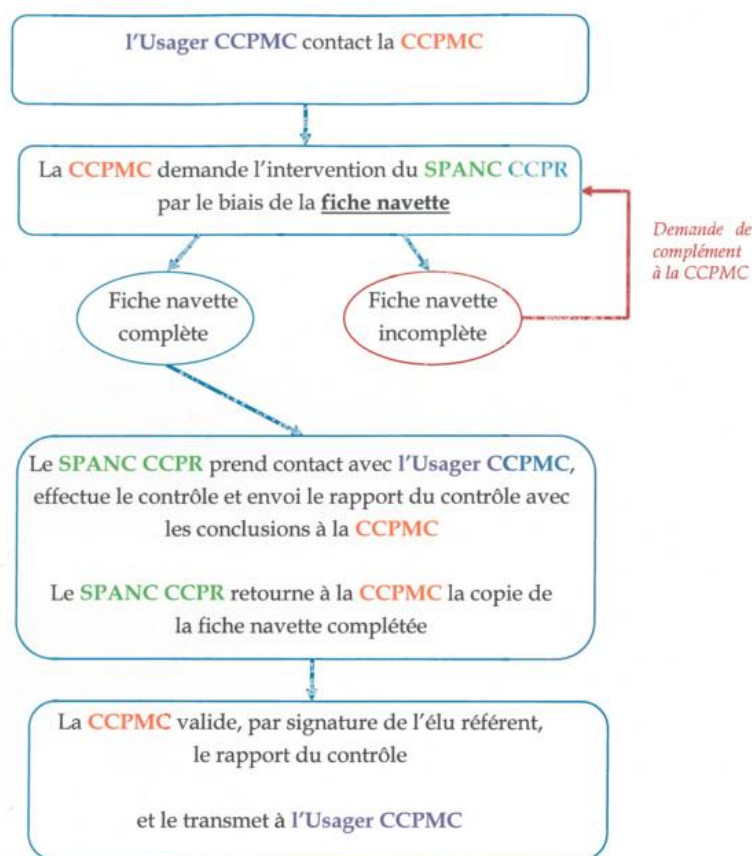 l'Usager CCPMC contact la CCPMC
La CCPMC demande l'intervention du SPANC CCPR
par le biais de la fiche navette
Demande de
complément
à la CCPMC
Fiche navette
complète
Fiche navette
incomplète
Le SPANC CCPR prend contact avec l'Usager CCPMC,
effectue le contrôle et envoi le rapport du contrôle avec
les conclusions à la CCPMC
Le SPANC CCPR retourne à la CCPMC la copie de
la fiche navette complétée
La CCPMC valide, par signature de l'élu référent,
le rapport du contrôle
et le transmet à l'Usager CCPMC